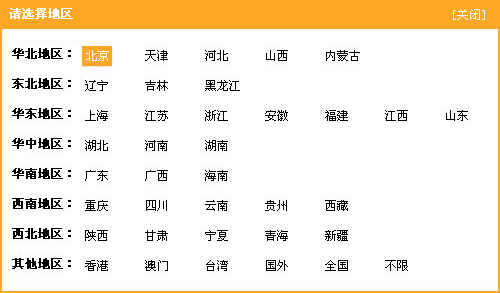 请选择地区 [关闭]
华北地区： 北京 天津 河北 山西 内蒙古
东北地区： 辽宁 吉林 黑龙江
华东地区： 上海 江苏 浙江 安徽 福建 江西 山东
华中地区： 湖北 河南 湖南
华南地区： 广东 广西 海南
西南地区： 重庆 四川 云南 贵州 西藏
西北地区： 陕西 甘肃 宁夏 青海 新疆
其他地区： 香港 澳门 台湾 国外 全国 不限